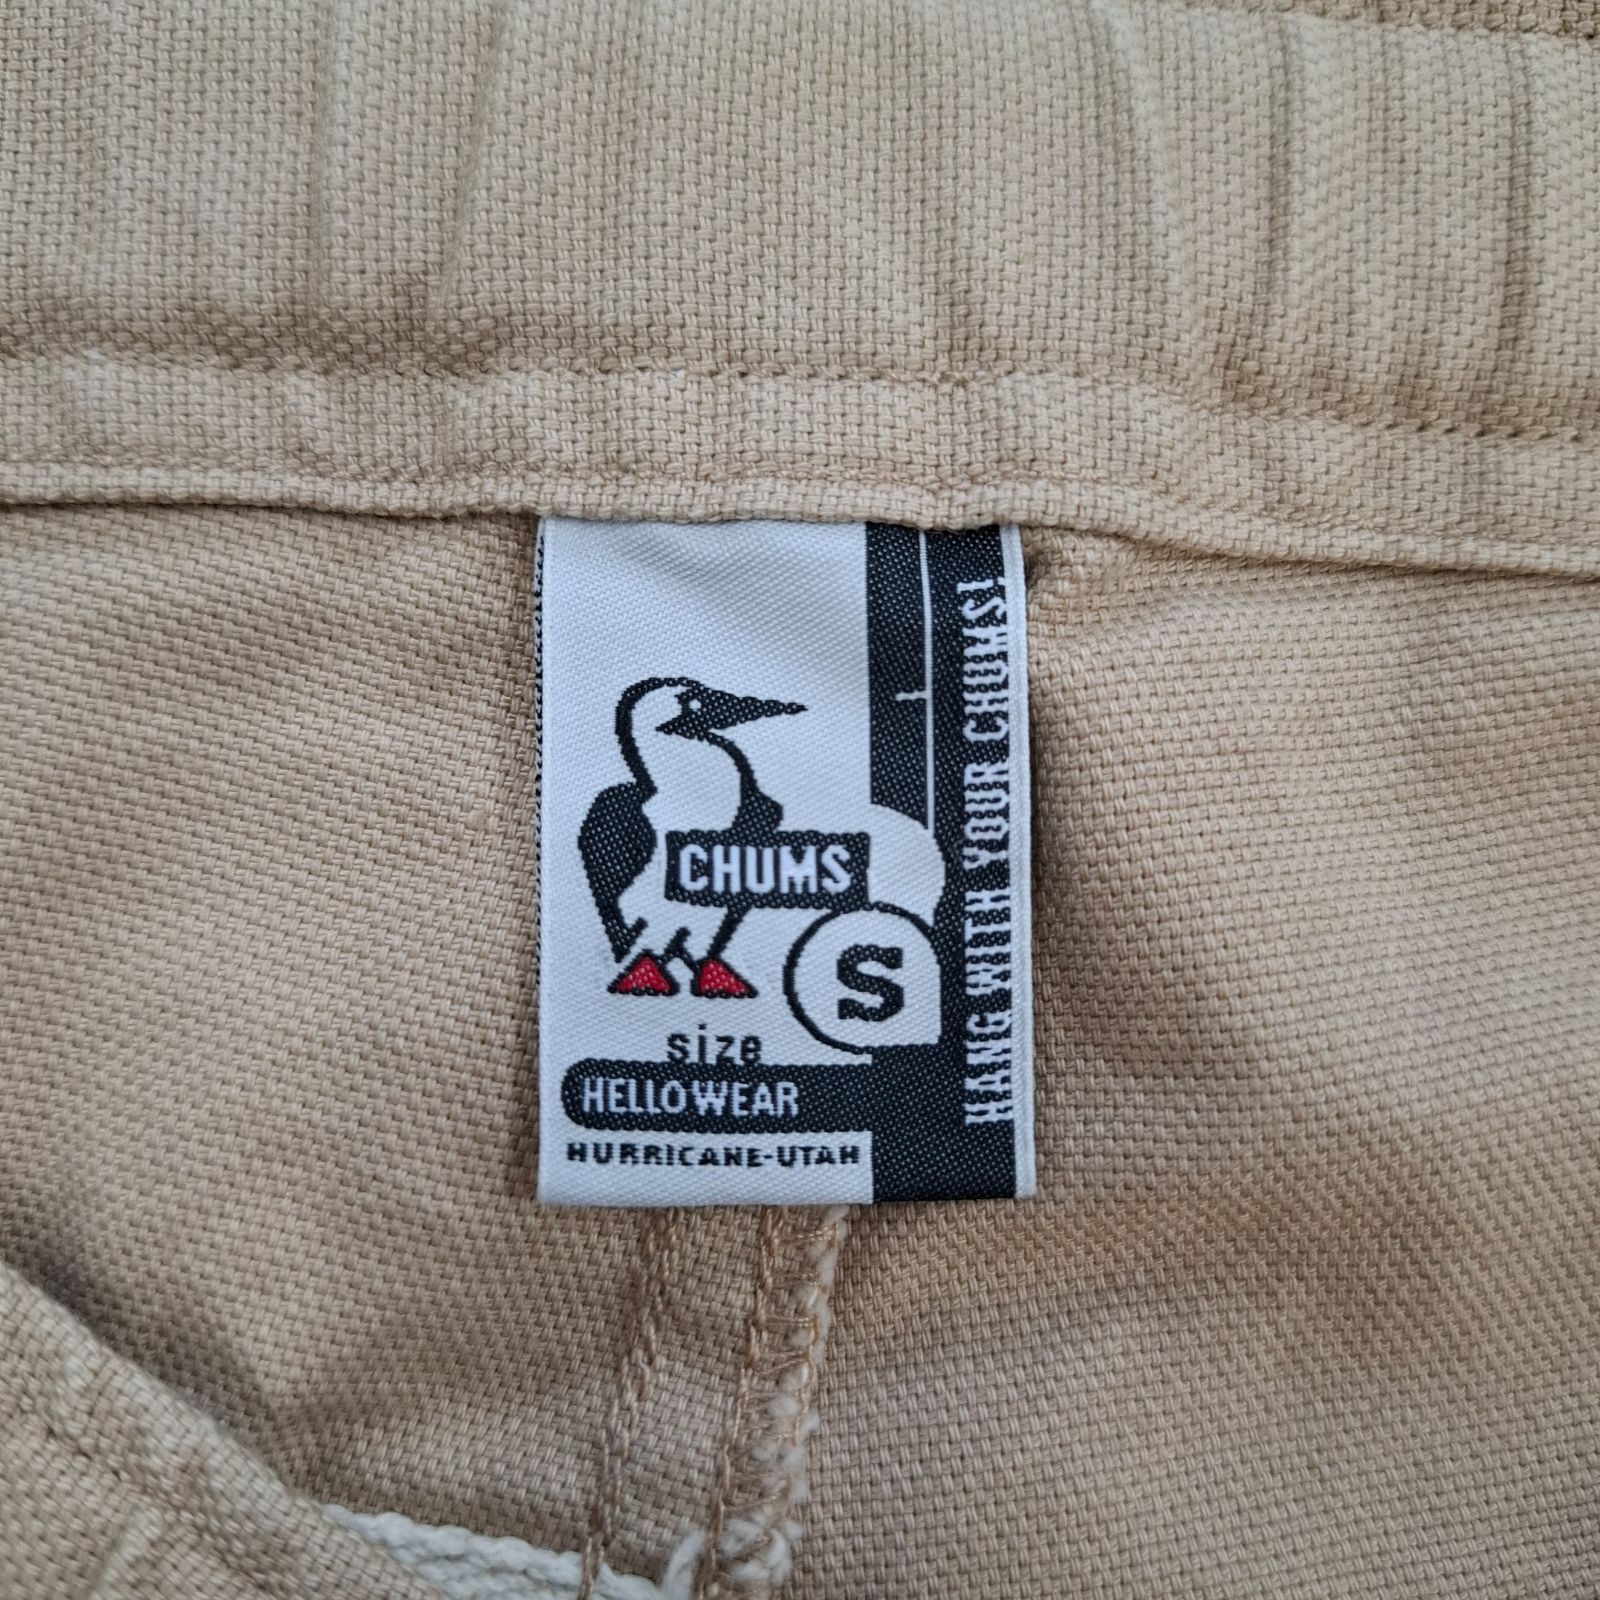 CHUMS
S
size
HELLOWEAR
HURRICANE-UTAH
HANG WITH YOUR CHUMS!